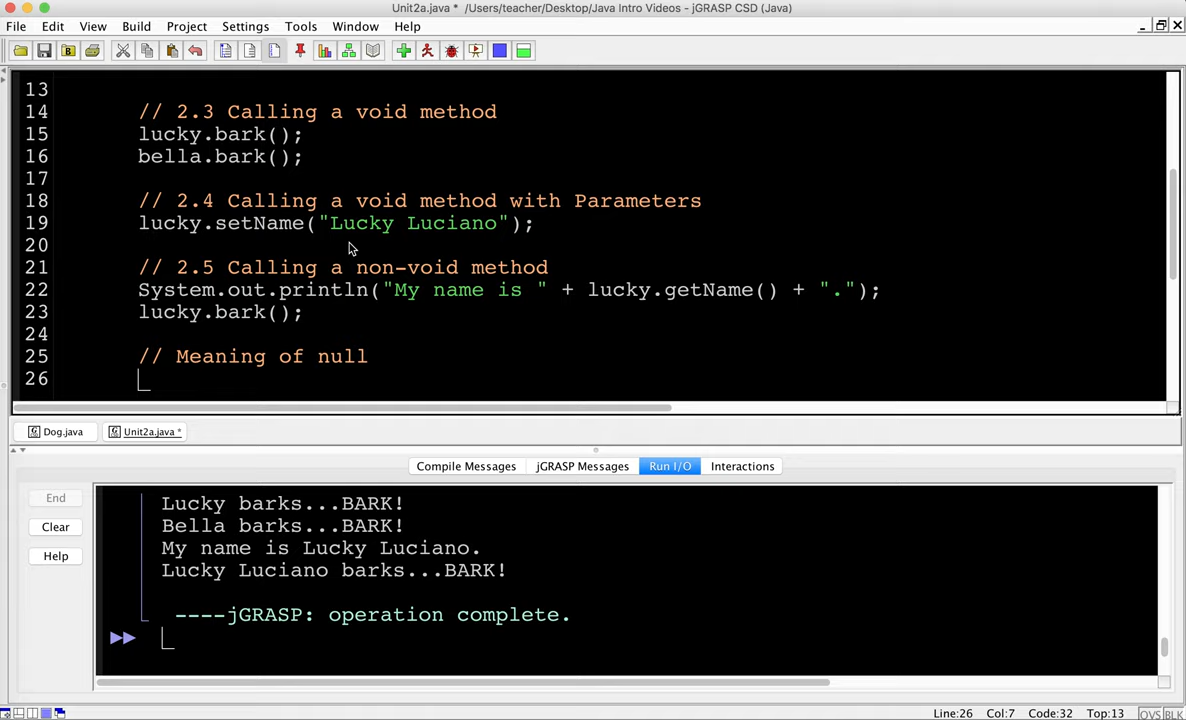 Unit2a.java * /Users/teacher/Desktop/Java Intro Videos - jGRASP CSD (Java)
File Edit View Build Project Settings Tools Window Help
13
14 // 2.3 Calling a void method
15 lucky.bark();
16 bella.bark();
17
18 // 2.4 Calling a void method with Parameters
19 lucky.setName("Lucky Luciano");
20
21 // 2.5 Calling a non-void method
22 System.out.println("My name is " + lucky.getName() + ".");
23 lucky.bark();
24
25 // Meaning of null
26
Dog.java Unit2a.java *
Compile Messages jGRASP Messages Run I/O Interactions
End
Clear
Help
Lucky barks...BARK!
Bella barks...BARK!
My name is Lucky Luciano.
Lucky Luciano barks...BARK!
----jGRASP: operation complete.
Line:26 Col:7 Code:32 Top:13 OVS BLK